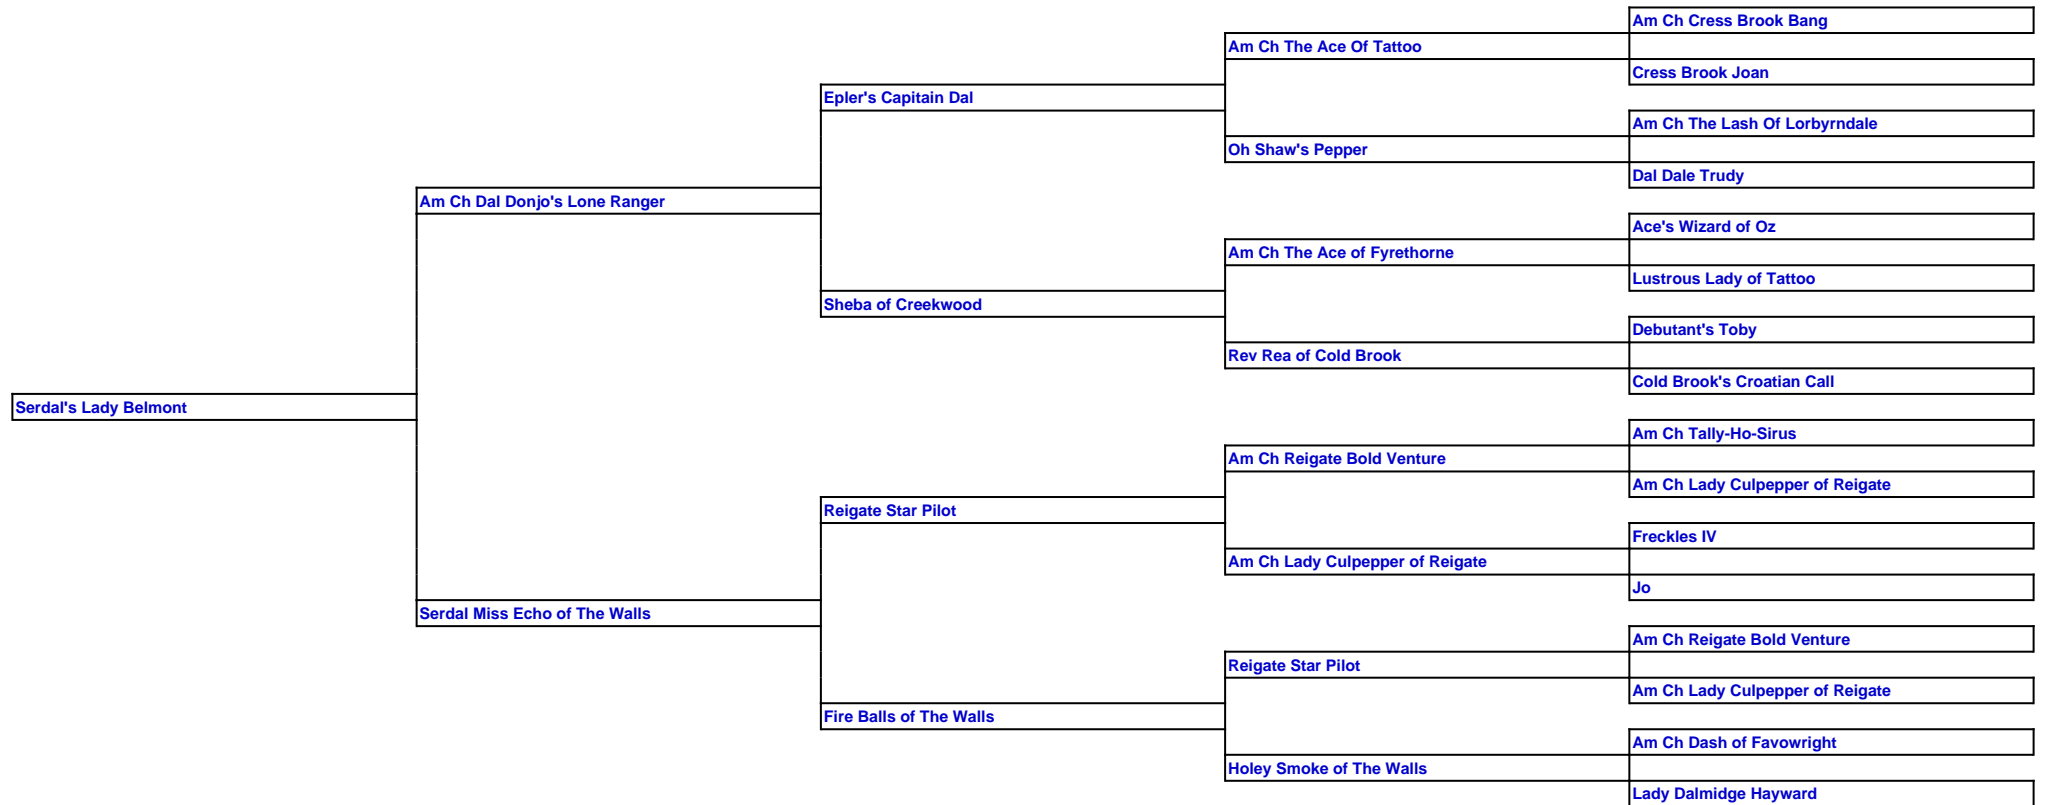 Am Ch Cress Brook Bang
Am Ch The Ace Of Tattoo
Cress Brook Joan
Epler's Capitain Dal
Am Ch The Lash Of Lorbyrndale
Oh Shaw's Pepper
Dal Dale Trudy
Am Ch Dal Donjo's Lone Ranger
Ace's Wizard of Oz
Am Ch The Ace of Fyrethorne
Lustrous Lady of Tattoo
Sheba of Creekwood
Debutant's Toby
Rev Rea of Cold Brook
Cold Brook's Croatian Call
Serdal's Lady Belmont
Am Ch Tally-Ho-Sirus
Am Ch Reigate Bold Venture
Am Ch Lady Culpepper of Reigate
Reigate Star Pilot
Freckles IV
Am Ch Lady Culpepper of Reigate
Jo
Serdal Miss Echo of The Walls
Am Ch Reigate Bold Venture
Reigate Star Pilot
Am Ch Lady Culpepper of Reigate
Fire Balls of The Walls
Am Ch Dash of Favowright
Holey Smoke of The Walls
Lady Dalmidge Hayward